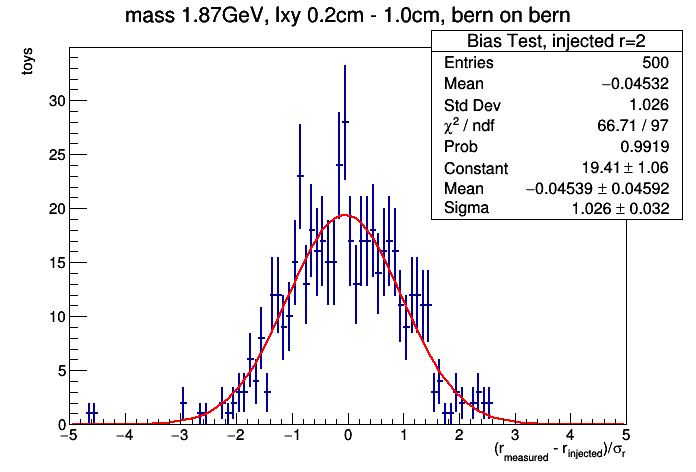 mass 1.87GeV, lxy 0.2cm - 1.0cm, bern on bern
Bias Test, injected r=2
Entries 500
Mean −0.04532
Std Dev 1.026
χ² / ndf 66.71 / 97
Prob 0.9919
Constant 19.41 ± 1.06
Mean −0.04539 ± 0.04592
Sigma 1.026 ± 0.032
toys
30
25
20
15
10
5
0
−5 −4 −3 −2 −1 0 1 2 3 4 5
(r_measured - r_injected)/σ_r